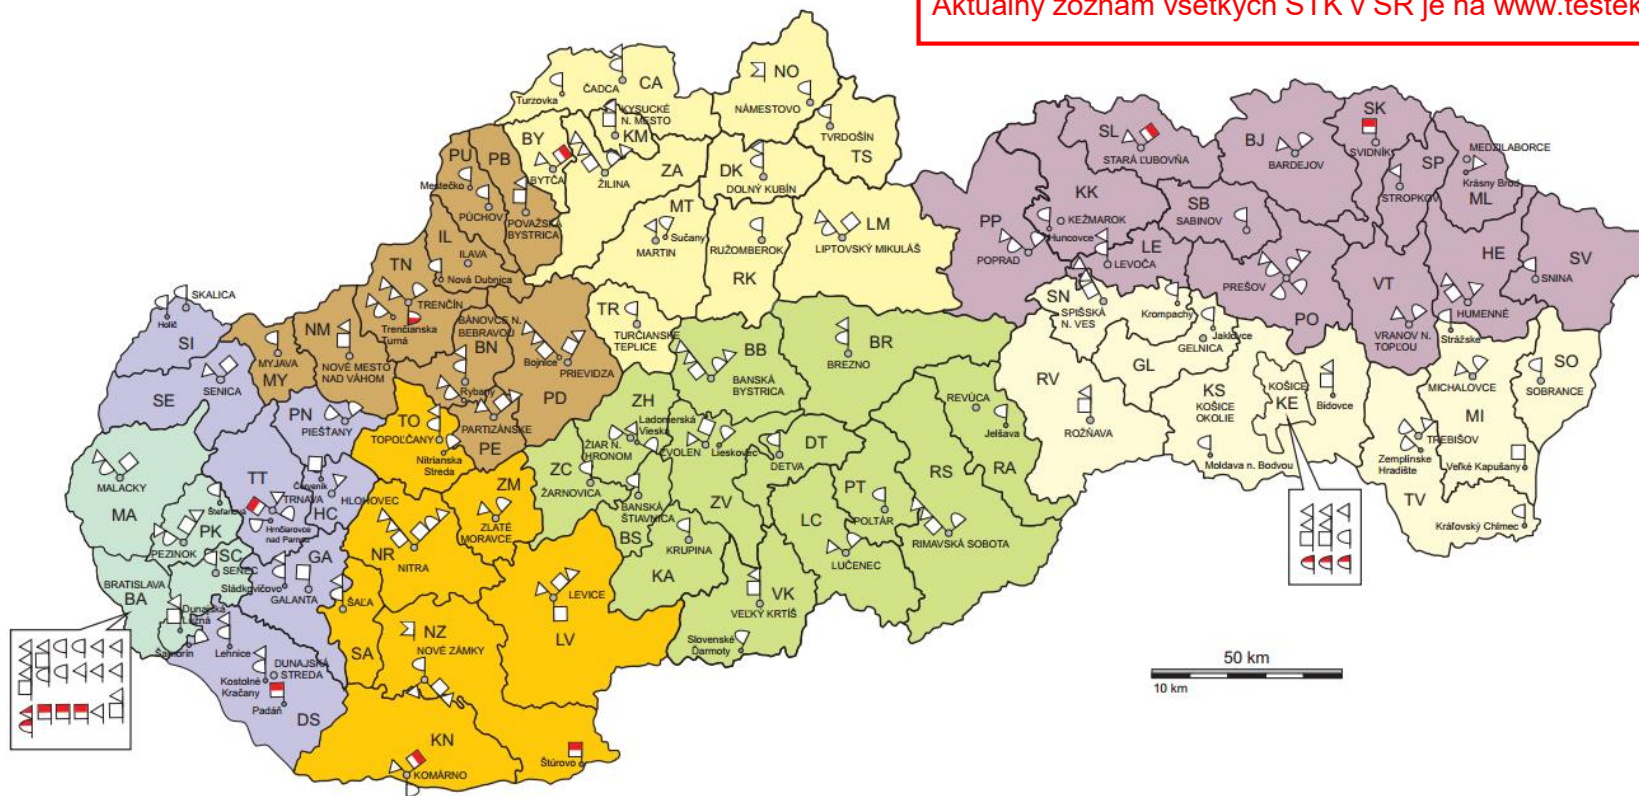 Aktuálny zoznam všetkých STK v SR je na www.testek
CA
ČADCA
Turzovka
KYSUCKÉ
N. MESTO
KM
NO
NÁMESTOVO
TVRDOŠÍN
TS
BY
BYTČA
ŽILINA
ZA
DK
DOLNÝ KUBÍN
MT
MARTIN
Sučany
RUŽOMBEROK
RK
LM
LIPTOVSKÝ MIKULÁŠ
TR
TURČIANSKE
TEPLICE
PU
PB
Mestečko
PÚCHOV
POVAŽSKÁ
BYSTRICA
IL
ILAVA
Nová Dubnica
TN
TRENČÍN
Trenčianska
Turná
BÁNOVCE N.
BEBRAVOU
BN
Rybany
NM
NOVÉ MESTO
NAD VÁHOM
MYJAVA
MY
Bojnice
PRIEVIDZA
PD
PARTIZÁNSKE
PE
SKALICA
Holíč
SI
SENICA
SE
PN
PIEŠŤANY
TT
TRNAVA
Hrnčiarovce
nad Parnou
Červeník
HLOHOVEC
HC
GA
Sládkovičovo
GALANTA
MALACKY
MA
Štefanová
PK
PEZINOK
SC
SENEC
BRATISLAVA
BA
Dunajská
Lužná
Šamorín
Lehnice
DUNAJSKÁ
STREDA
Kostolné
Kračany
Padáň
DS
TO
TOPOĽČANY
Nitrianska
Streda
ZM
ZLATÉ
MORAVCE
NR
NITRA
ŠAĽA
SA
NZ
NOVÉ ZÁMKY
LEVICE
LV
KN
KOMÁRNO
Štúrovo
BB
BANSKÁ
BYSTRICA
BR
BREZNO
ZH
Ladomerská
Vieska
ŽIAR N.
HRONOM
ZC
ŽARNOVICA
BANSKÁ
ŠTIAVNICA
BS
ZVOLEN
Lieskovec
ZV
DT
DETVA
KRUPINA
KA
VK
VEĽKÝ KRTÍŠ
Slovenské
Ďarmoty
LC
LUČENEC
PT
POLTÁR
RS
RIMAVSKÁ SOBOTA
REVÚCA
Jelšava
RA
SL
STARÁ ĽUBOVŇA
BJ
BARDEJOV
SK
SVIDNÍK
SP
STROPKOV
MEDZILABORCE
Krásny Brod
ML
PP
POPRAD
KK
KEŽMAROK
Huncovce
LE
LEVOČA
SB
SABINOV
PREŠOV
PO
VT
VRANOV N.
TOPĽOU
HE
HUMENNÉ
SNINA
SV
SN
SPIŠSKÁ
N. VES
Krompachy
Jaklovce
GELNICA
GL
RV
ROŽŇAVA
KS
KOŠICE
OKOLIE
Moldava n. Bodvou
KOŠICE
KE
Bidovce
Strážske
MICHALOVCE
MI
SO
SOBRANCE
TREBIŠOV
Zemplínske
Hradište
TV
Veľké Kapušany
Kráľovský Chlmec
50 km
10 km